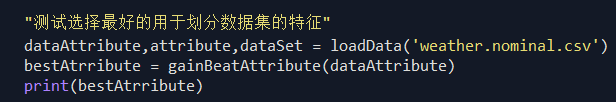 "测试选择最好的用于划分数据集的特征"
dataAttribute,attribute,dataSet = loadData('weather.nominal.csv')
bestAtrribute = gainBeatAttribute(dataAttribute)
print(bestAtrribute)